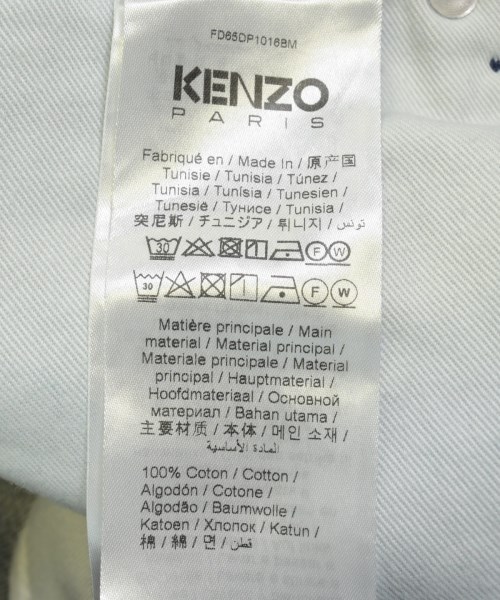 FD65DP1016BM
KENZO
PARIS
Fabriqué en / Made In / 原产国
Tunisie / Tunisia / Túnez /
Tunisia / Tunísia / Tunesien /
Tunesië / Тунисе / Tunisia /
突尼斯 / チュニジア / 튀니지 / تونس
30 F W
30 F W
Matière principale / Main
material / Material principal /
Materiale principale / Material
principal / Hauptmaterial /
Hoofdmateriaal / Основной
материал / Bahan utama /
主要材质 / 本体 / 메인 소재 /
المادة الأساسية
100% Coton / Cotton /
Algodón / Cotone /
Algodão / Baumwolle /
Katoen / Хлопок / Katun /
棉 / 綿 / 면 / قطن